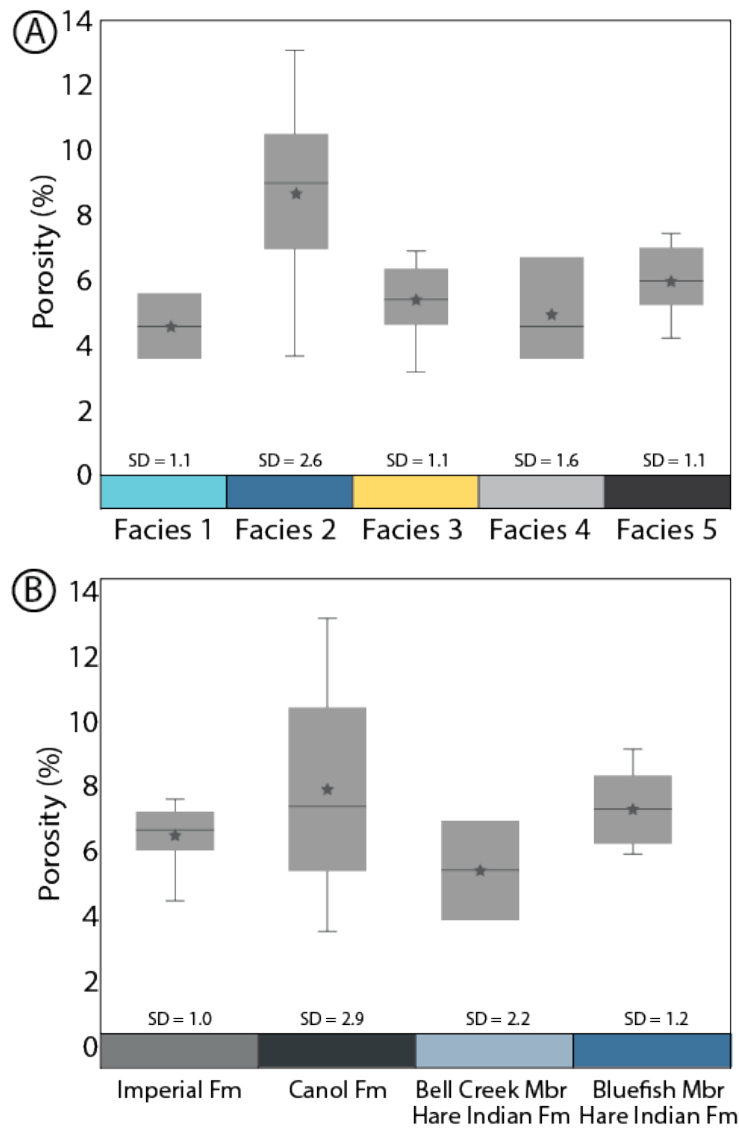 A
14
12
10
8
6
4
2
0
Porosity (%)
SD = 1.1
SD = 2.6
SD = 1.1
SD = 1.6
SD = 1.1
Facies 1
Facies 2
Facies 3
Facies 4
Facies 5
B
14
12
10
8
6
4
2
0
Porosity (%)
SD = 1.0
SD = 2.9
SD = 2.2
SD = 1.2
Imperial Fm
Canol Fm
Bell Creek Mbr
Hare Indian Fm
Bluefish Mbr
Hare Indian Fm